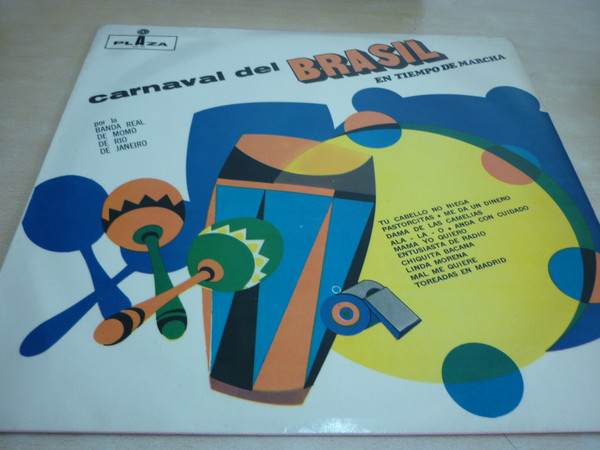 PLAZA
carnaval del BRASIL
EN TIEMPO DE MARCHA
por la
BANDA REAL
DE MOMO
DE RIO
DE JANEIRO
TU CABELLO NO NIEGA
PASTORCITAS • ME DA UN DINERO
DAMA DE LAS CAMELIAS
ALA - LA - O • ANDA CON CUIDADO
MAMA YO QUIERO
ENTUSIASTA DE RADIO
CHIQUITA BACANA
LINDA MORENA
MAL ME QUIERE
TOREADAS EN MADRID